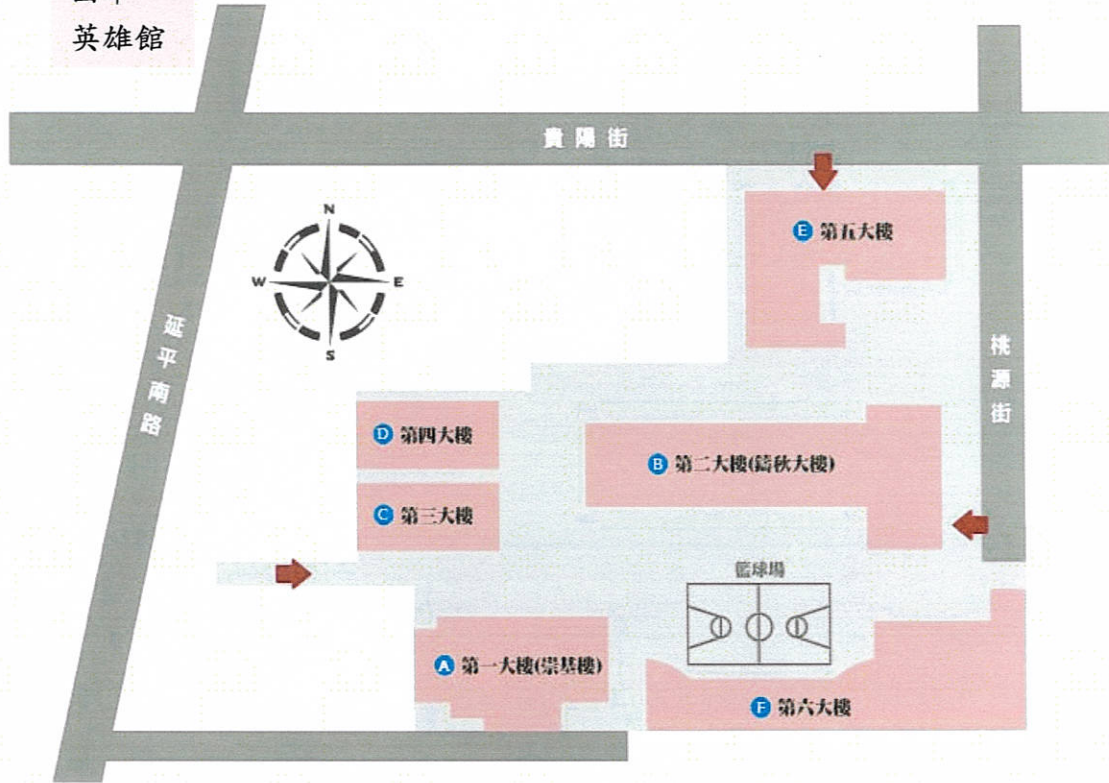 英雄館
貴陽街
N
W
E
S
延平南路
桃源街
E 第五大樓
D 第四大樓
B 第二大樓(鑄秋大樓)
C 第三大樓
籃球場
A 第一大樓(崇基樓)
F 第六大樓